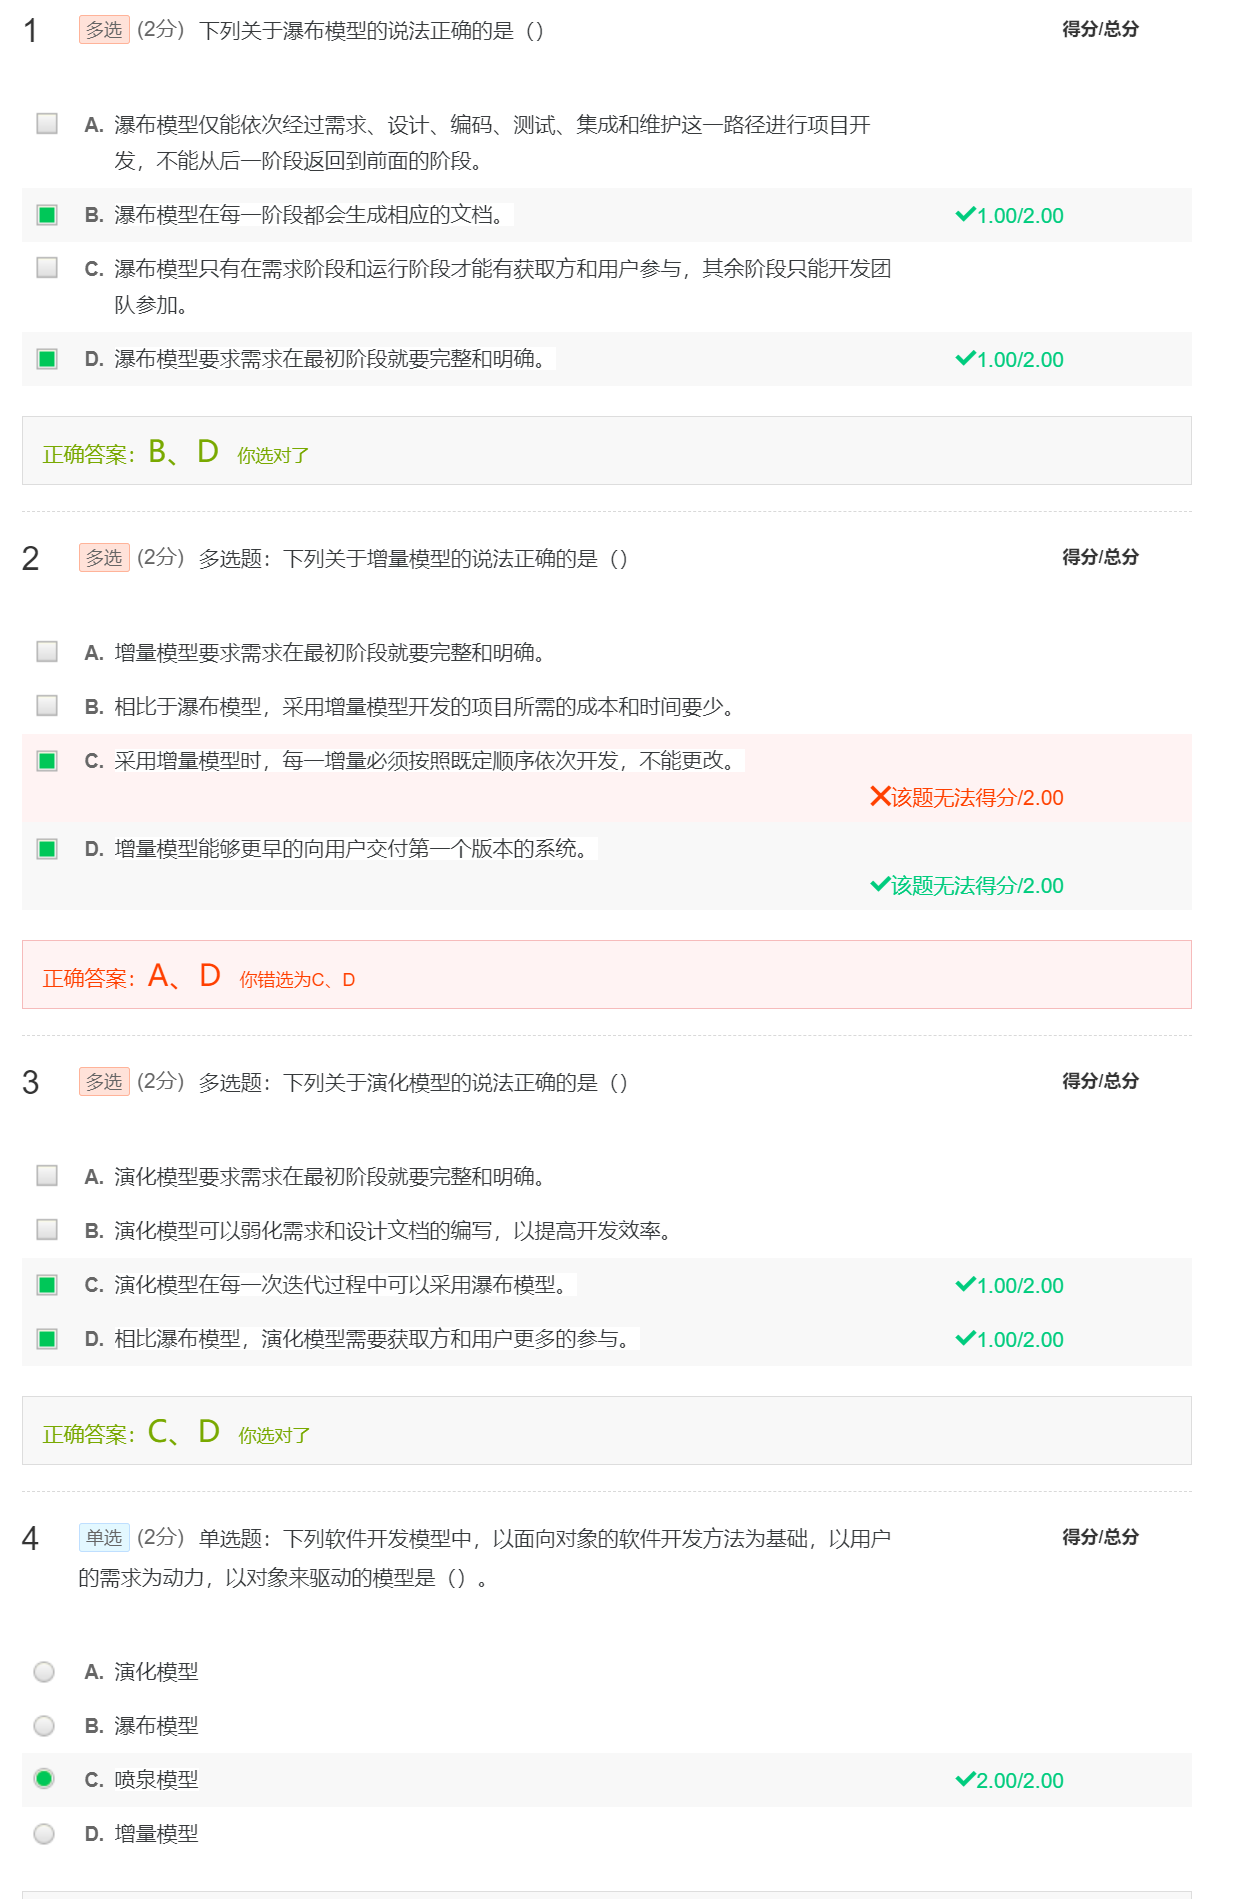 1 多选 (2分) 下列关于瀑布模型的说法正确的是（） 得分/总分
A. 瀑布模型仅能依次经过需求、设计、编码、测试、集成和维护这一路径进行项目开
发，不能从后一阶段返回到前面的阶段。
B. 瀑布模型在每一阶段都会生成相应的文档。 1.00/2.00
C. 瀑布模型只有在需求阶段和运行阶段才能有获取方和用户参与，其余阶段只能开发团
队参加。
D. 瀑布模型要求需求在最初阶段就要完整和明确。 1.00/2.00
正确答案：B、D 你选对了
2 多选 (2分) 多选题：下列关于增量模型的说法正确的是（） 得分/总分
A. 增量模型要求需求在最初阶段就要完整和明确。
B. 相比于瀑布模型，采用增量模型开发的项目所需的成本和时间要少。
C. 采用增量模型时，每一增量必须按照既定顺序依次开发，不能更改。
该题无法得分/2.00
D. 增量模型能够更早的向用户交付第一个版本的系统。
该题无法得分/2.00
正确答案：A、D 你错选为C、D
3 多选 (2分) 多选题：下列关于演化模型的说法正确的是（） 得分/总分
A. 演化模型要求需求在最初阶段就要完整和明确。
B. 演化模型可以弱化需求和设计文档的编写，以提高开发效率。
C. 演化模型在每一次迭代过程中可以采用瀑布模型。 1.00/2.00
D. 相比瀑布模型，演化模型需要获取方和用户更多的参与。 1.00/2.00
正确答案：C、D 你选对了
4 单选 (2分) 单选题：下列软件开发模型中，以面向对象的软件开发方法为基础，以用户 得分/总分
的需求为动力，以对象来驱动的模型是（）。
A. 演化模型
B. 瀑布模型
C. 喷泉模型 2.00/2.00
D. 增量模型